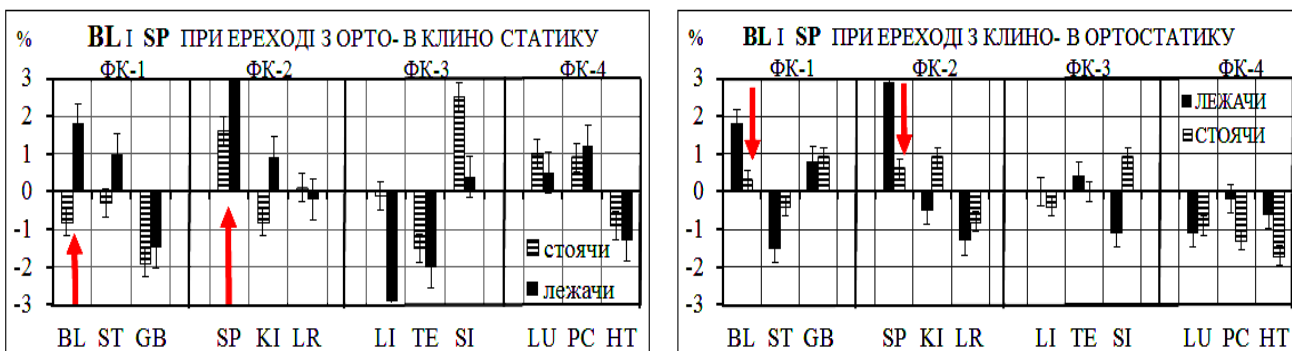 % BL І SP ПРИ ЕРЕХОДІ З ОРТО- В КЛИНО СТАТИКУ
ФК-1 ФК-2 ФК-3 ФК-4
3
2
1
0
-1
-2
-3
стоячи
лежачи
BL ST GB SP KI LR LI TE SI LU PC HT
% BL І SP ПРИ ЕРЕХОДІ З КЛИНО- В ОРТОСТАТИКУ
ФК-1 ФК-2 ФК-3 ФК-4
3
2
1
0
-1
-2
-3
ЛЕЖАЧИ
СТОЯЧИ
BL ST GB SP KI LR LI TE SI LU PC HT